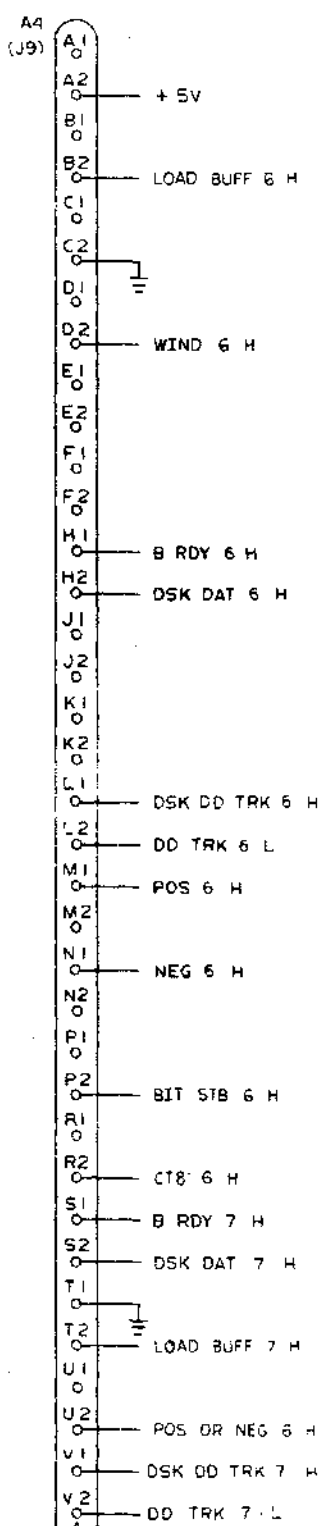 A4
(J9)
A1
A2 + 5V
B1
B2 LOAD BUFF 6 H
C1
C2
D1
D2 WIND 6 H
E1
E2
F1
F2
H1 B RDY 6 H
H2 DSK DAT 6 H
J1
J2
K1
K2
L1 DSK DD TRK 6 H
L2 DD TRK 6 L
M1 POS 6 H
M2
N1 NEG 6 H
N2
P1
P2 BIT STB 6 H
R1
R2 CT8 6 H
S1 B RDY 7 H
S2 DSK DAT 7 H
T1
T2 LOAD BUFF 7 H
U1
U2 POS OR NEG 6 H
V1 DSK DD TRK 7 H
V2 DD TRK 7 L